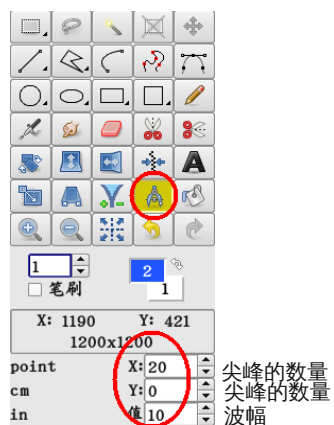 A
1
2
笔刷
1
X: 1190 Y: 421
1200x1200
point X: 20 尖峰的数量
cm Y: 0 尖峰的数量
in 值 10 波幅